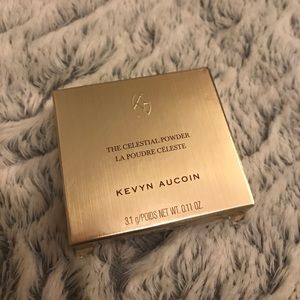 THE CELESTIAL POWDER
LA POUDRE CÉLESTE
KEVYN AUCOIN
3.1 g/POIDS NET WT. 0.11 OZ.